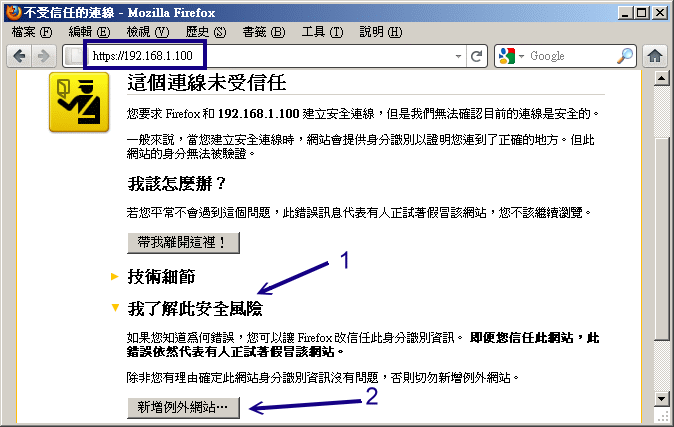 不受信任的連線 - Mozilla Firefox
檔案 (F) 編輯 (E) 檢視 (V) 歷史 (S) 書籤 (B) 工具 (T) 說明 (H)
https://192.168.1.100
Google
這個連線未受信任
您要求 Firefox 和 192.168.1.100 建立安全連線，但是我們無法確認目前的連線是安全的。
一般來說，當您建立安全連線時，網站會提供身分識別以證明您連到了正確的地方。但此
網站的身分無法被驗證。
我該怎麼辦？
若您平常不會遇到這個問題，此錯誤訊息代表有人正試著假冒該網站，您不該繼續瀏覽。
帶我離開這裡！
1
技術細節
我了解此安全風險
如果您知道為何錯誤，您可以讓 Firefox 改信任此身分識別資訊。 即便您信任此網站，此
錯誤依然代表有人正試著假冒該網站。
除非您有理由確定此網站身分識別資訊沒有問題，否則切勿新增例外網站。
新增例外網站…
2